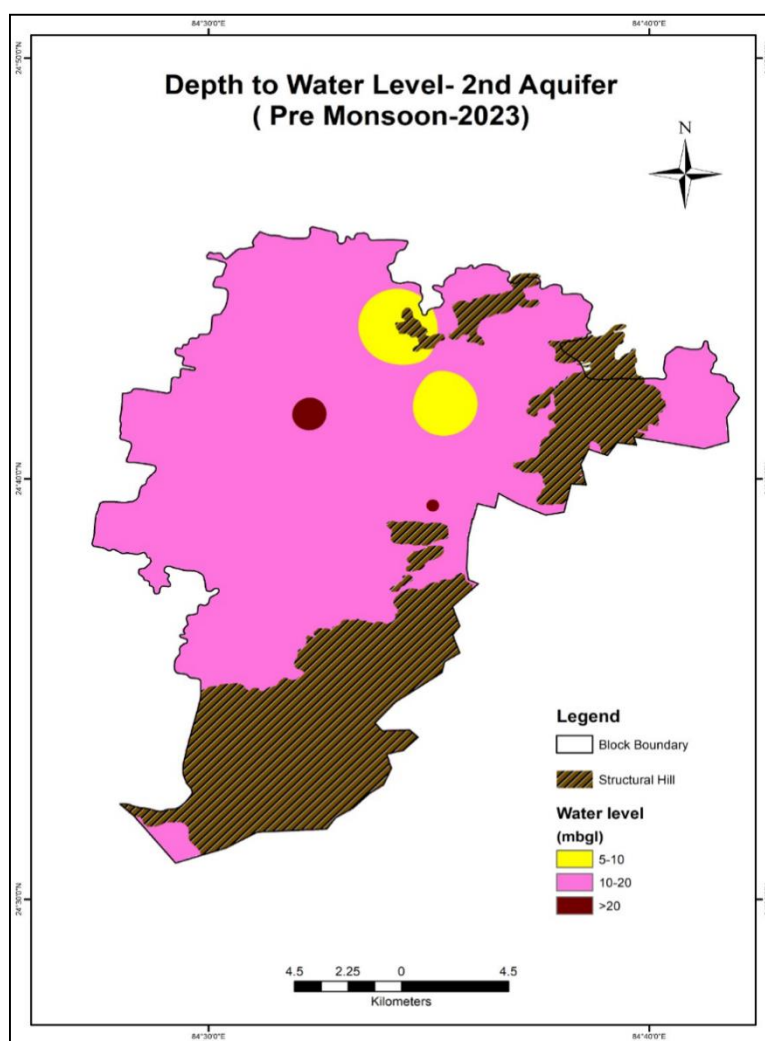 84°30'0"E 84°40'0"E
24°50'0"N
Depth to Water Level- 2nd Aquifer
( Pre Monsoon-2023)
N
24°40'0"N
Legend
Block Boundary
Structural Hill
Water level
(mbgl)
5-10
10-20
>20
24°30'0"N
4.5 2.25 0 4.5
Kilometers
84°30'0"E 84°40'0"E